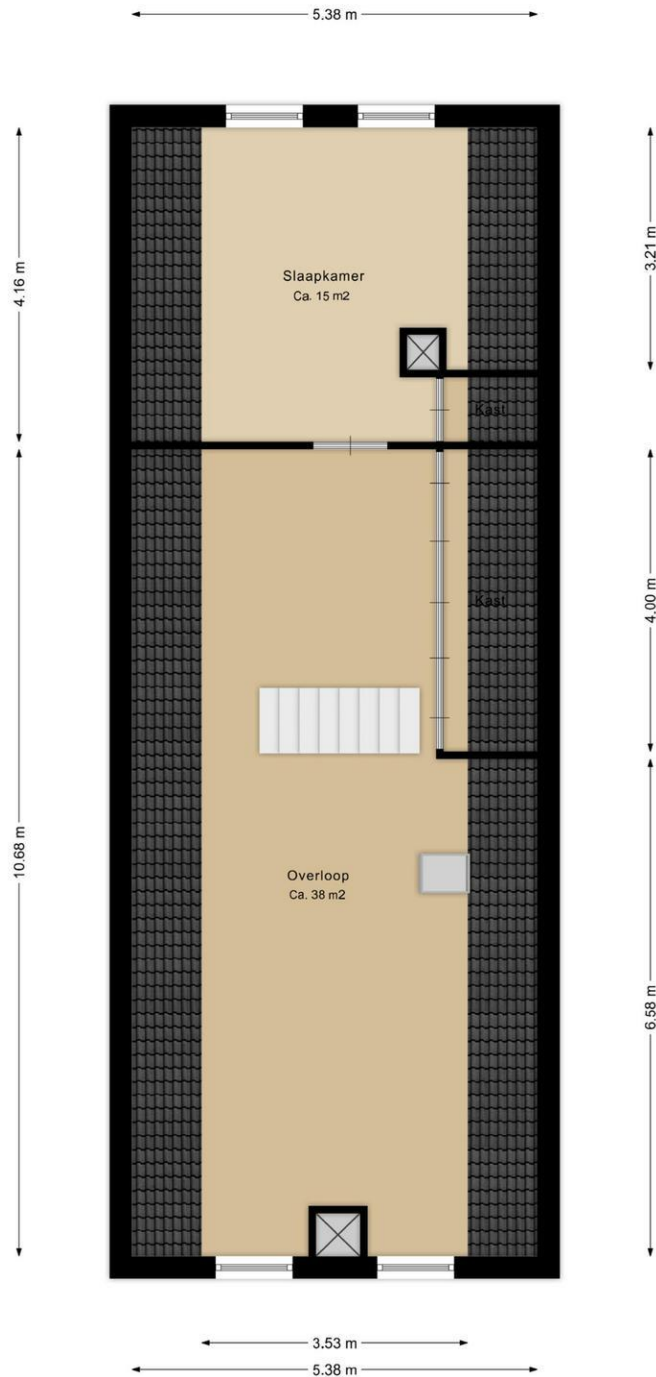 5.38 m
4.16 m
3.21 m
Slaapkamer
Ca. 15 m2
Kast
Kast
4.00 m
10.68 m
Overloop
Ca. 38 m2
6.58 m
3.53 m
5.38 m